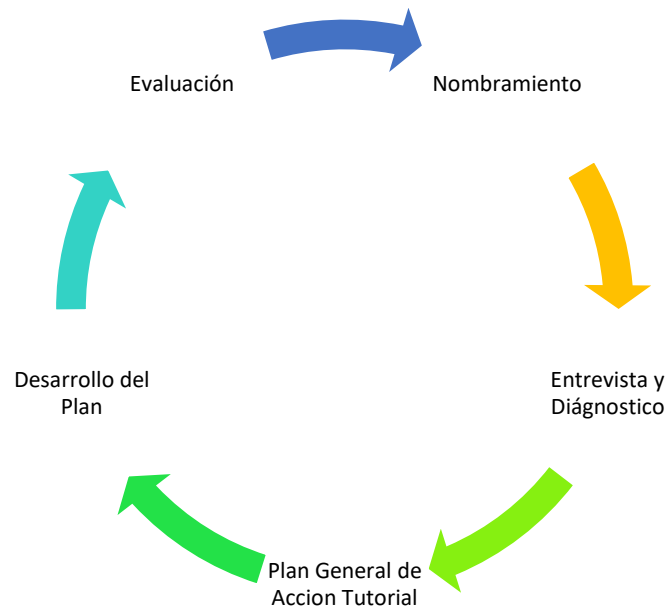 Evaluación
Nombramiento
Entrevista y
Diágnostico
Desarrollo del
Plan
Plan General de
Accion Tutorial